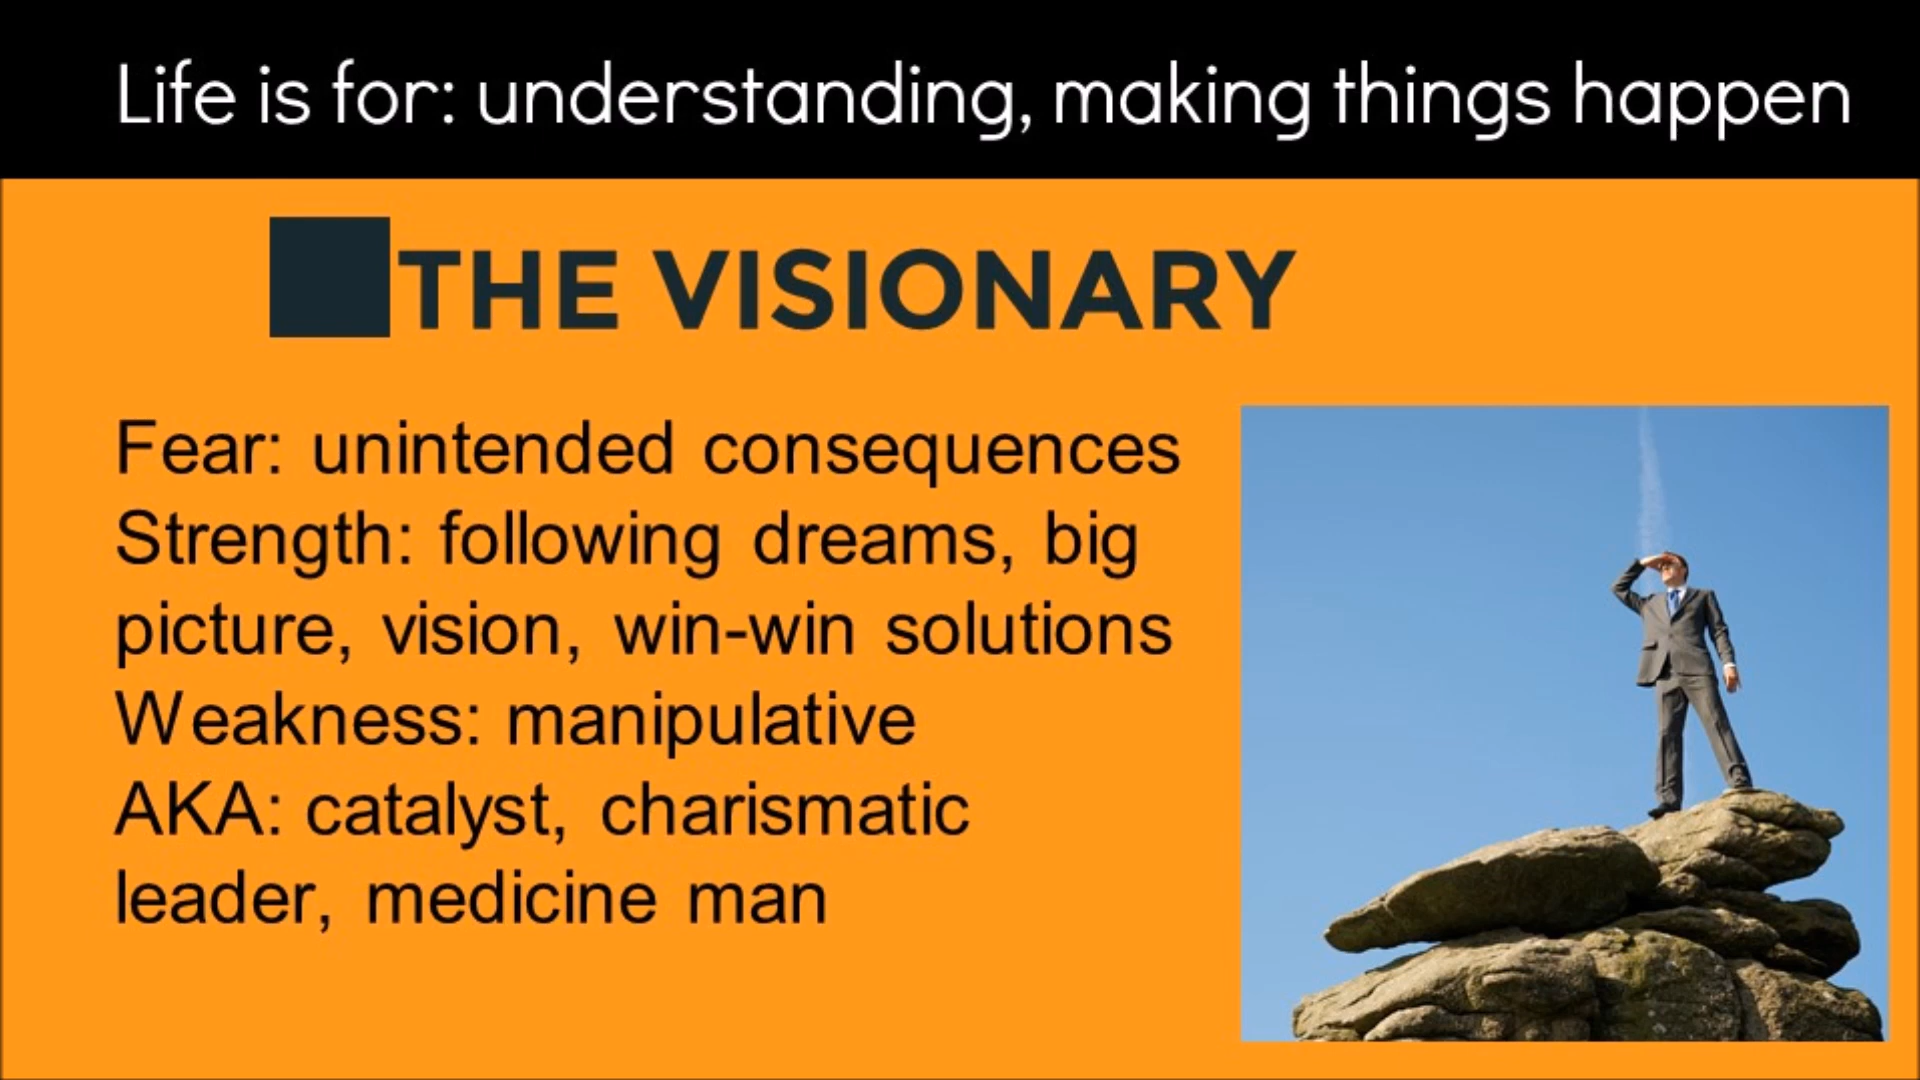 Life is for: understanding, making things happen
THE VISIONARY
Fear: unintended consequences
Strength: following dreams, big
picture, vision, win-win solutions
Weakness: manipulative
AKA: catalyst, charismatic
leader, medicine man